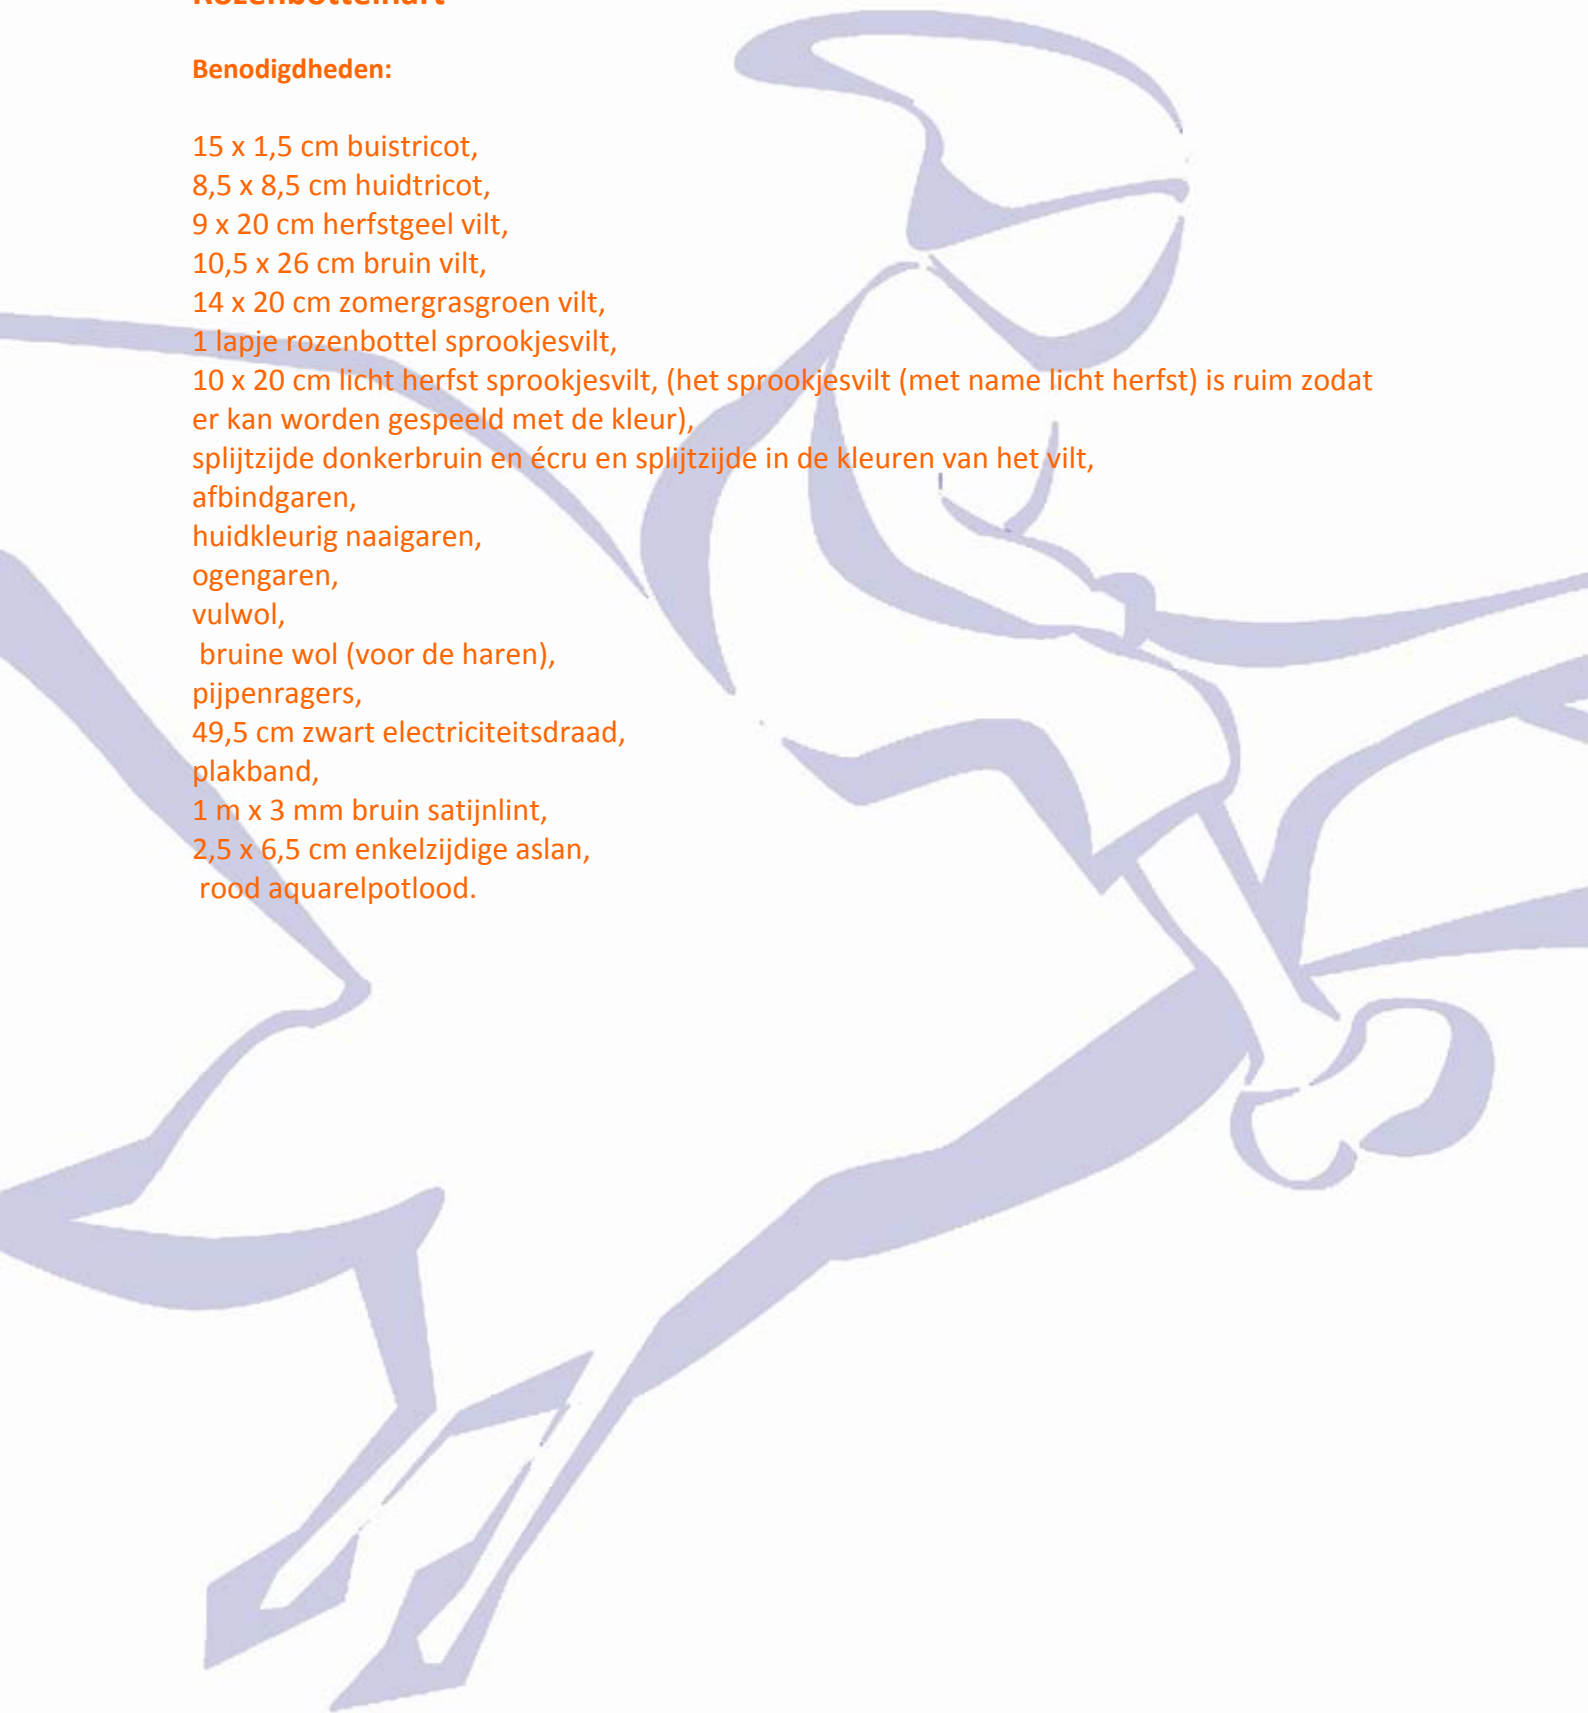 Rozenbottelhart
Benodigdheden:
15 x 1,5 cm buistricot,
8,5 x 8,5 cm huidtricot,
9 x 20 cm herfstgeel vilt,
10,5 x 26 cm bruin vilt,
14 x 20 cm zomergrasgroen vilt,
1 lapje rozenbottel sprookjesvilt,
10 x 20 cm licht herfst sprookjesvilt, (het sprookjesvilt (met name licht herfst) is ruim zodat
er kan worden gespeeld met de kleur),
splijtzijde donkerbruin en écru en splijtzijde in de kleuren van het vilt,
afbindgaren,
huidkleurig naaigaren,
ogengaren,
vulwol,
bruine wol (voor de haren),
pijpenragers,
49,5 cm zwart electriciteitsdraad,
plakband,
1 m x 3 mm bruin satijnlint,
2,5 x 6,5 cm enkelzijdige aslan,
rood aquarelpotlood.